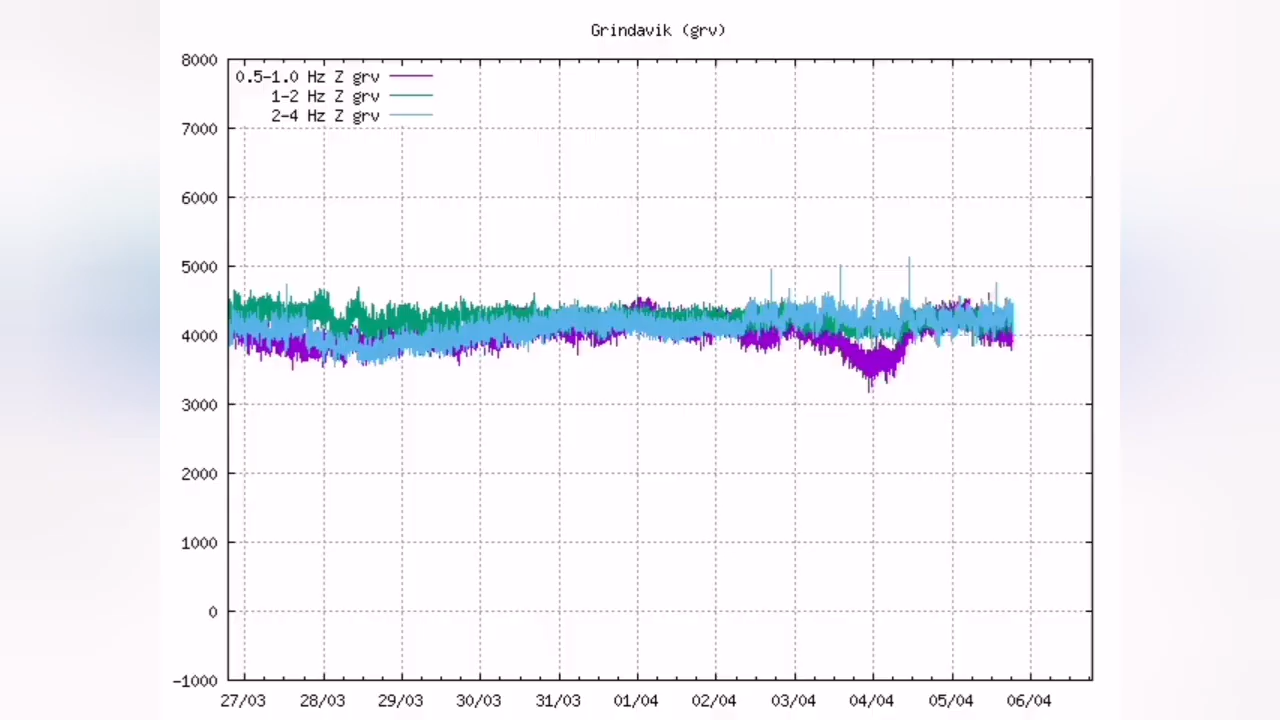 Grindavik (grv)
8000
0.5-1.0 Hz Z grv
1-2 Hz Z grv
2-4 Hz Z grv
7000
6000
5000
4000
3000
2000
1000
0
-1000
27/03 28/03 29/03 30/03 31/03 01/04 02/04 03/04 04/04 05/04 06/04